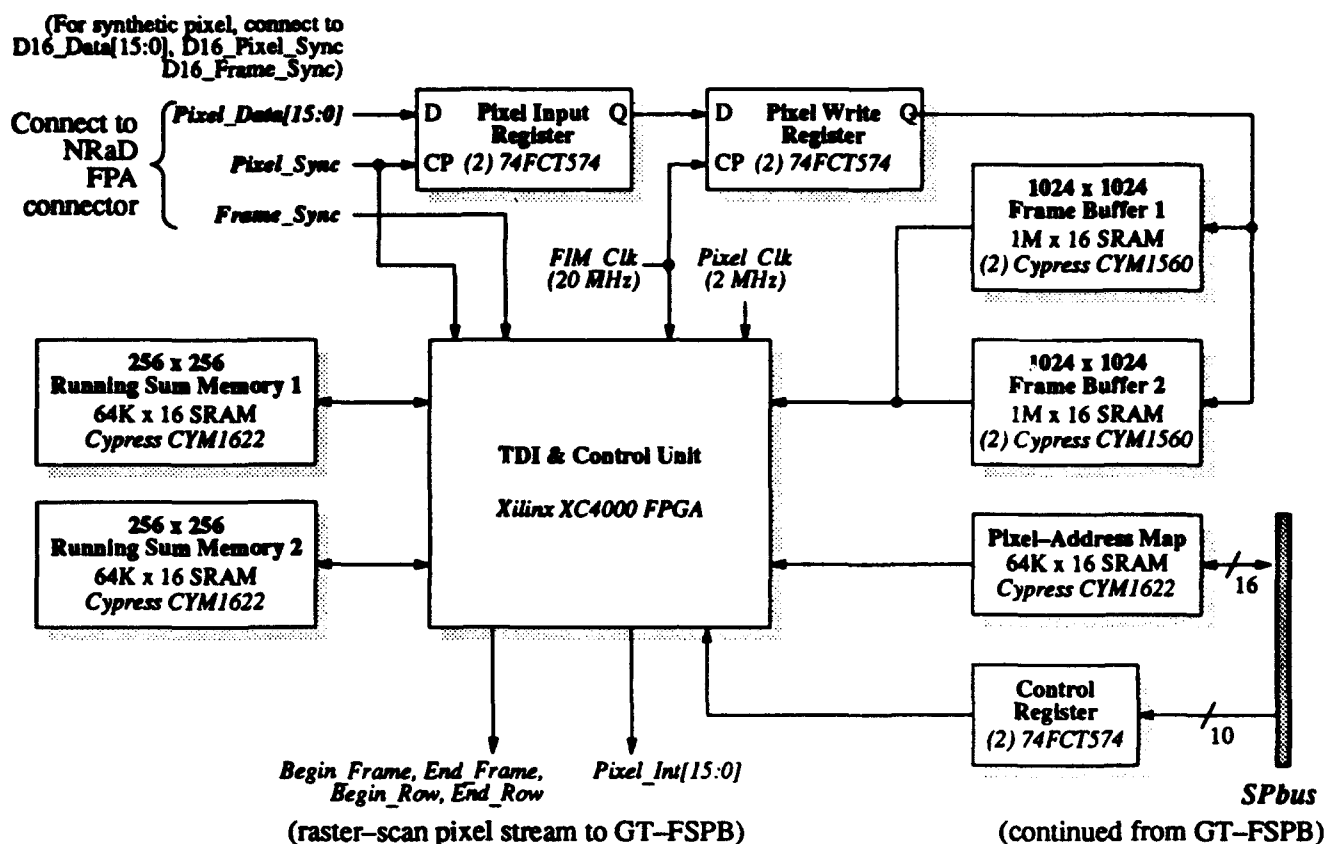 (For synthetic pixel, connect to
D16_Data[15:0], D16_Pixel_Sync
D16_Frame_Sync)
Connect to
NRaD
FPA
connector
Pixel_Data[15:0]
Pixel_Sync
Frame_Sync
D Pixel Input Q
Register
CP (2) 74FCT574
D Pixel Write Q
Register
CP (2) 74FCT574
FIM_Clk
(20 MHz)
Pixel_Clk
(2 MHz)
1024 x 1024
Frame Buffer 1
1M x 16 SRAM
(2) Cypress CYM1560
1024 x 1024
Frame Buffer 2
1M x 16 SRAM
(2) Cypress CYM1560
256 x 256
Running Sum Memory 1
64K x 16 SRAM
Cypress CYM1622
256 x 256
Running Sum Memory 2
64K x 16 SRAM
Cypress CYM1622
TDI & Control Unit
Xilinx XC4000 FPGA
Pixel–Address Map
64K x 16 SRAM
Cypress CYM1622
16
Control
Register
(2) 74FCT574
10
Begin_Frame, End_Frame,
Begin_Row, End_Row
Pixel_Int[15:0]
(raster–scan pixel stream to GT–FSPB)
SPbus
(continued from GT–FSPB)